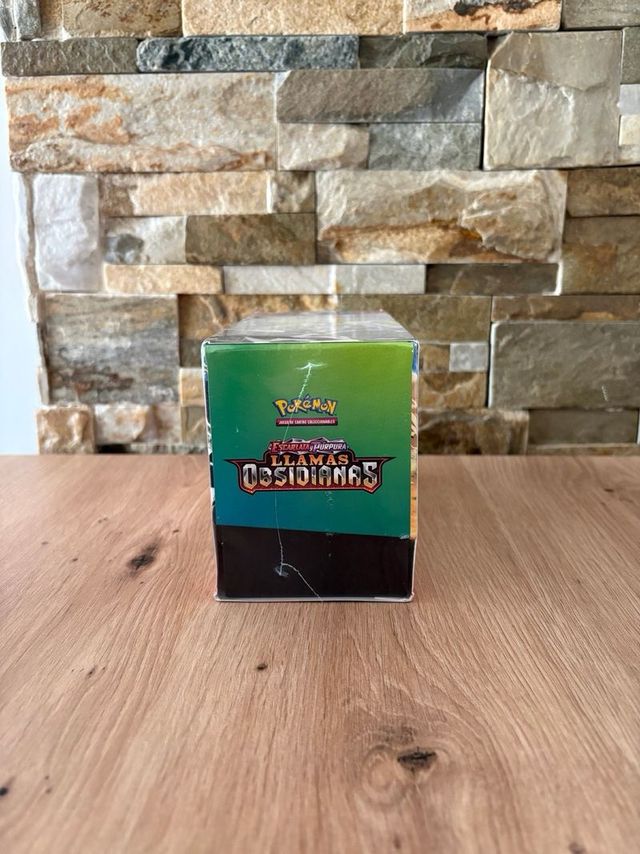 POKÉMON
JUEGO DE CARTAS COLECCIONABLES
ESCARLATA Y PÚRPURA
LLAMAS
OBSIDIANAS